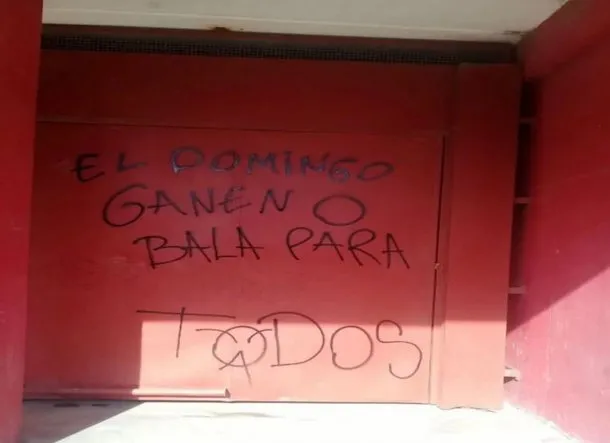 EL DOMINGO
GANEN O
BALA PARA
TODOS